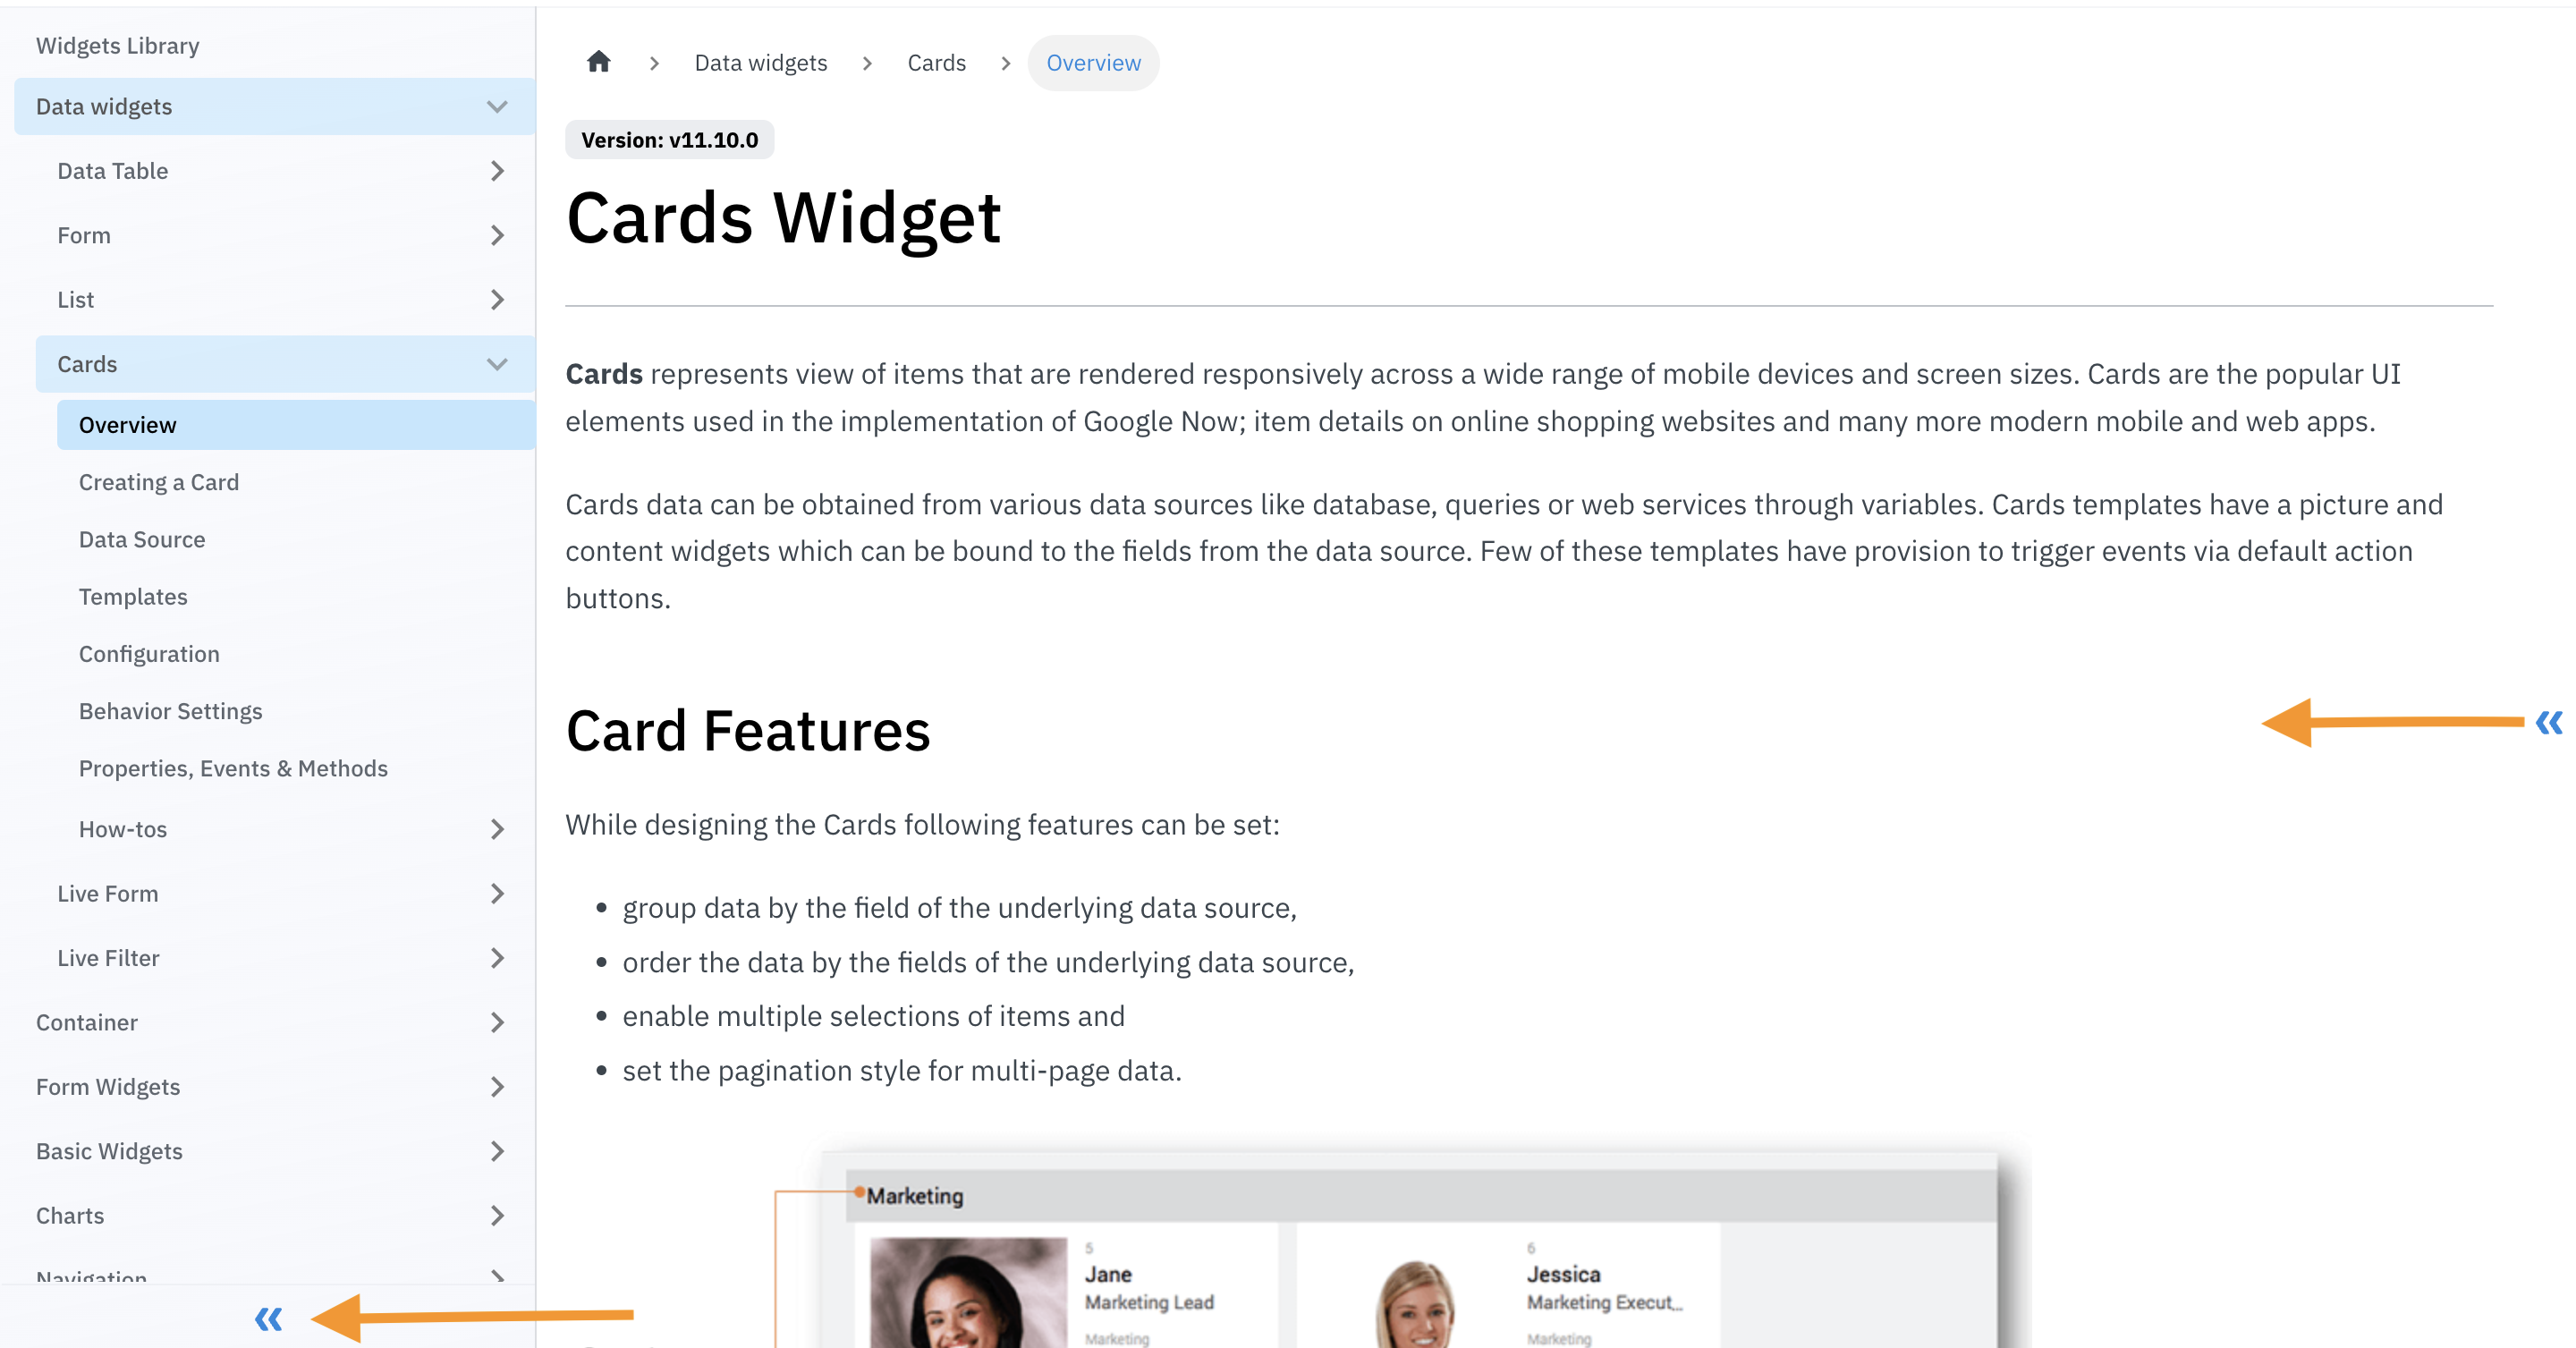 Widgets Library
Data widgets
Data Table
Form
List
Cards
Overview
Creating a Card
Data Source
Templates
Configuration
Behavior Settings
Properties, Events & Methods
How-tos
Live Form
Live Filter
Container
Form Widgets
Basic Widgets
Charts
Navigation
Data widgets
Cards
Overview
Version: v11.10.0
Cards Widget
Cards represents view of items that are rendered responsively across a wide range of mobile devices and screen sizes. Cards are the popular UI
elements used in the implementation of Google Now; item details on online shopping websites and many more modern mobile and web apps.
Cards data can be obtained from various data sources like database, queries or web services through variables. Cards templates have a picture and
content widgets which can be bound to the fields from the data source. Few of these templates have provision to trigger events via default action
buttons.
Card Features
While designing the Cards following features can be set:
group data by the field of the underlying data source,
order the data by the fields of the underlying data source,
enable multiple selections of items and
set the pagination style for multi-page data.
Marketing
5
Jane
Marketing Lead
Marketing
6
Jessica
Marketing Execut...
Marketing